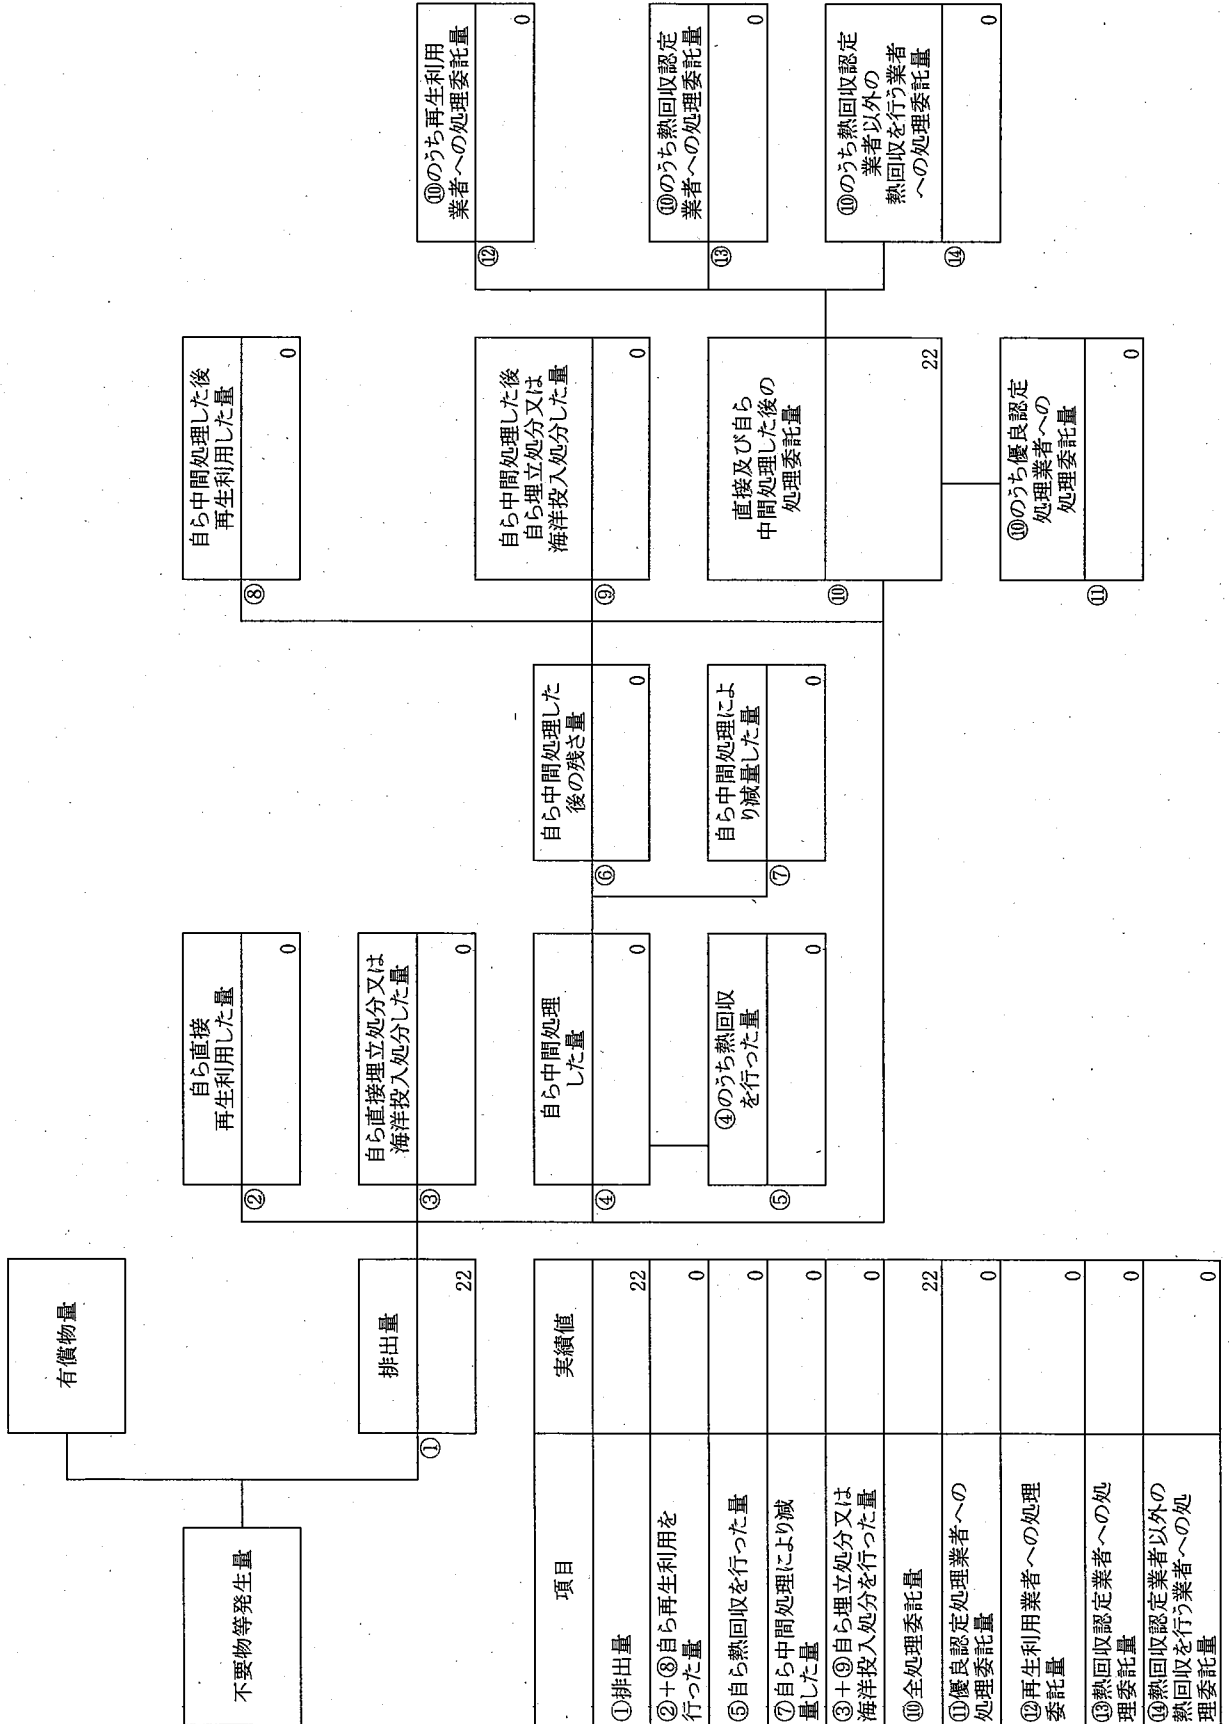 有償物量
不要物等発生量
排出量
①
22
自ら直接
再生利用した量
②
0
自ら直接埋立処分又は
海洋投入処分した量
③
0
自ら中間処理
した量
④
0
④のうち熱回収
を行った量
⑤
0
自ら中間処理した
後の残さ量
⑥
0
自ら中間処理によ
り減量した量
⑦
0
自ら中間処理した後
再生利用した量
⑧
0
自ら中間処理した後
自ら埋立処分又は
海洋投入処分した量
⑨
0
直接及び自ら
中間処理した後の
処理委託量
⑩
22
⑩のうち優良認定
処理業者への
処理委託量
⑪
0
⑩のうち再生利用
業者への処理委託量
⑫
0
⑩のうち熱回収認定
業者への処理委託量
⑬
0
⑩のうち熱回収認定
業者以外の
熱回収を行う業者
への処理委託量
⑭
0
項目 実績値
①排出量 22
②+⑧自ら再生利用を
行った量 0
⑤自ら熱回収を行った量 0
⑦自ら中間処理により減
量した量 0
③+⑨自ら埋立処分又は
海洋投入処分を行った量 0
⑩全処理委託量 22
⑪優良認定処理業者への
処理委託量 0
⑫再生利用業者への処理
委託量 0
⑬熱回収認定業者への処
理委託量 0
⑭熱回収認定業者以外の
熱回収を行う業者への処
理委託量 0